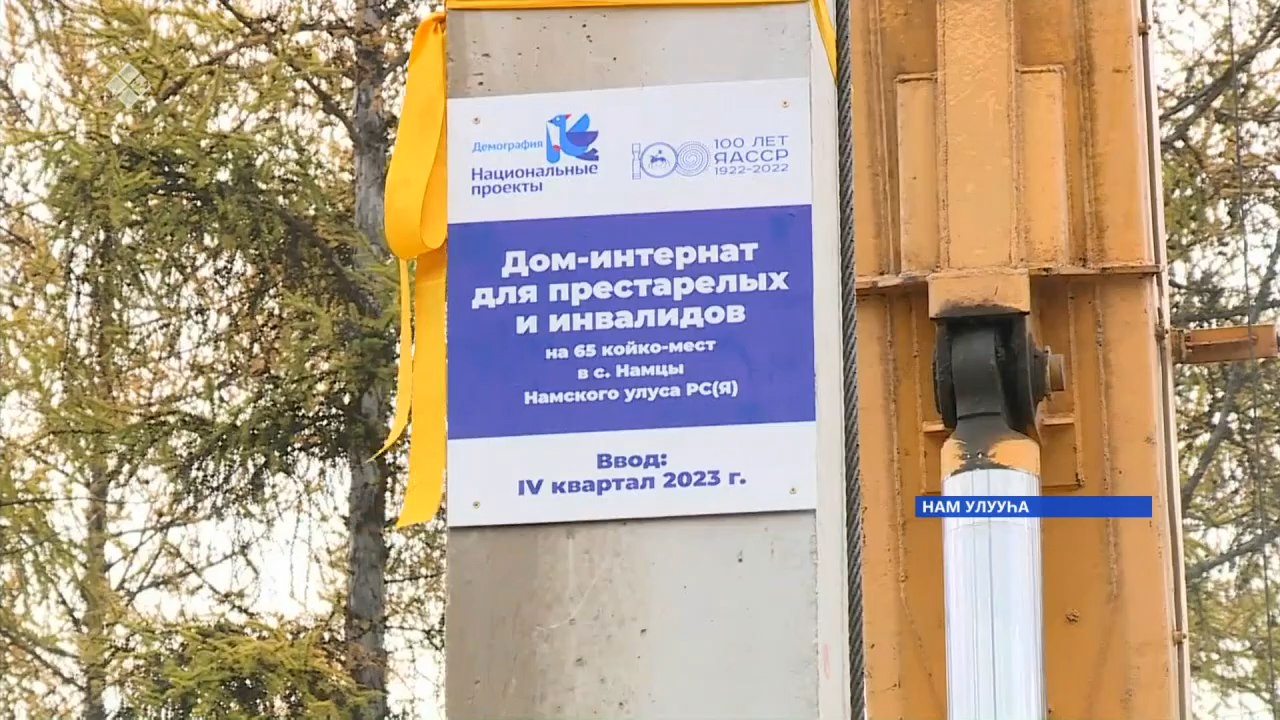 Демография
Национальные
проекты
100 ЛЕТ
ЯАССР
1922-2022
Дом-интернат
для престарелых
и инвалидов
на 65 койко-мест
в с. Намцы
Намского улуса РС(Я)
Ввод:
IV квартал 2023 г.
НАМ УЛУУҺА